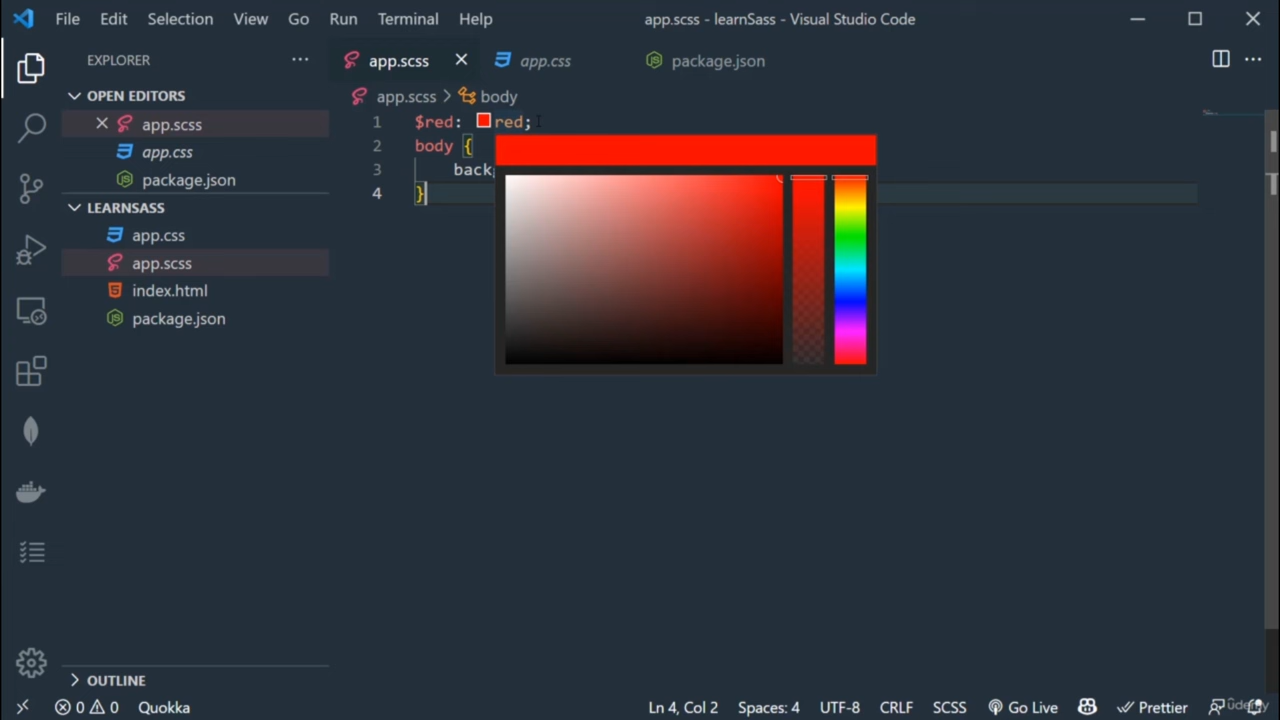 File Edit Selection View Go Run Terminal Help app.scss - learnSass - Visual Studio Code
EXPLORER
app.scss app.css package.json
OPEN EDITORS
app.scss > body
app.scss
app.css
package.json
LEARNSASS
app.css
app.scss
index.html
package.json
1 $red: red;
2 body {
3 back
4 }
OUTLINE
0 0 Quokka Ln 4, Col 2 Spaces: 4 UTF-8 CRLF SCSS Go Live Prettier